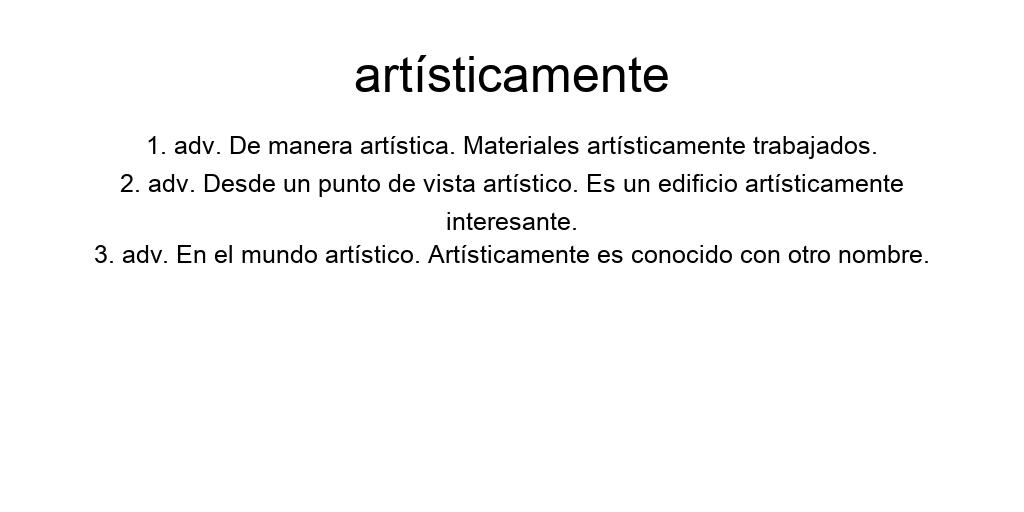 artísticamente
1. adv. De manera artística. Materiales artísticamente trabajados.
2. adv. Desde un punto de vista artístico. Es un edificio artísticamente
interesante.
3. adv. En el mundo artístico. Artísticamente es conocido con otro nombre.